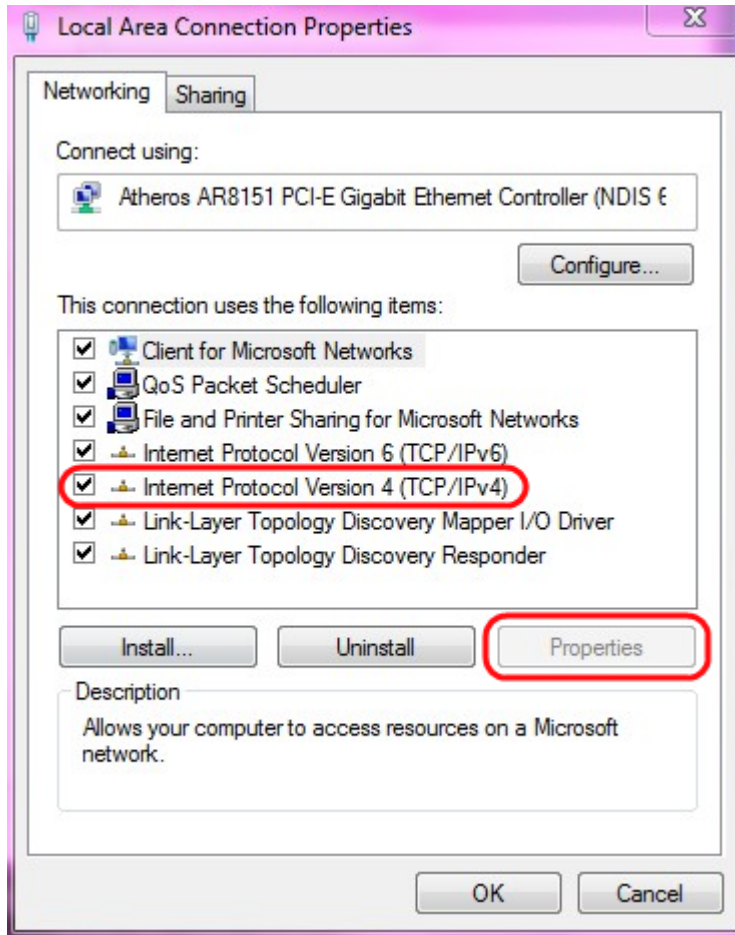 Local Area Connection Properties
Networking
Sharing
Connect using:
Atheros AR8151 PCI-E Gigabit Ethernet Controller (NDIS 6
Configure...
This connection uses the following items:
Client for Microsoft Networks
QoS Packet Scheduler
File and Printer Sharing for Microsoft Networks
Internet Protocol Version 6 (TCP/IPv6)
Internet Protocol Version 4 (TCP/IPv4)
Link-Layer Topology Discovery Mapper I/O Driver
Link-Layer Topology Discovery Responder
Install...
Uninstall
Properties
Description
Allows your computer to access resources on a Microsoft
network.
OK
Cancel